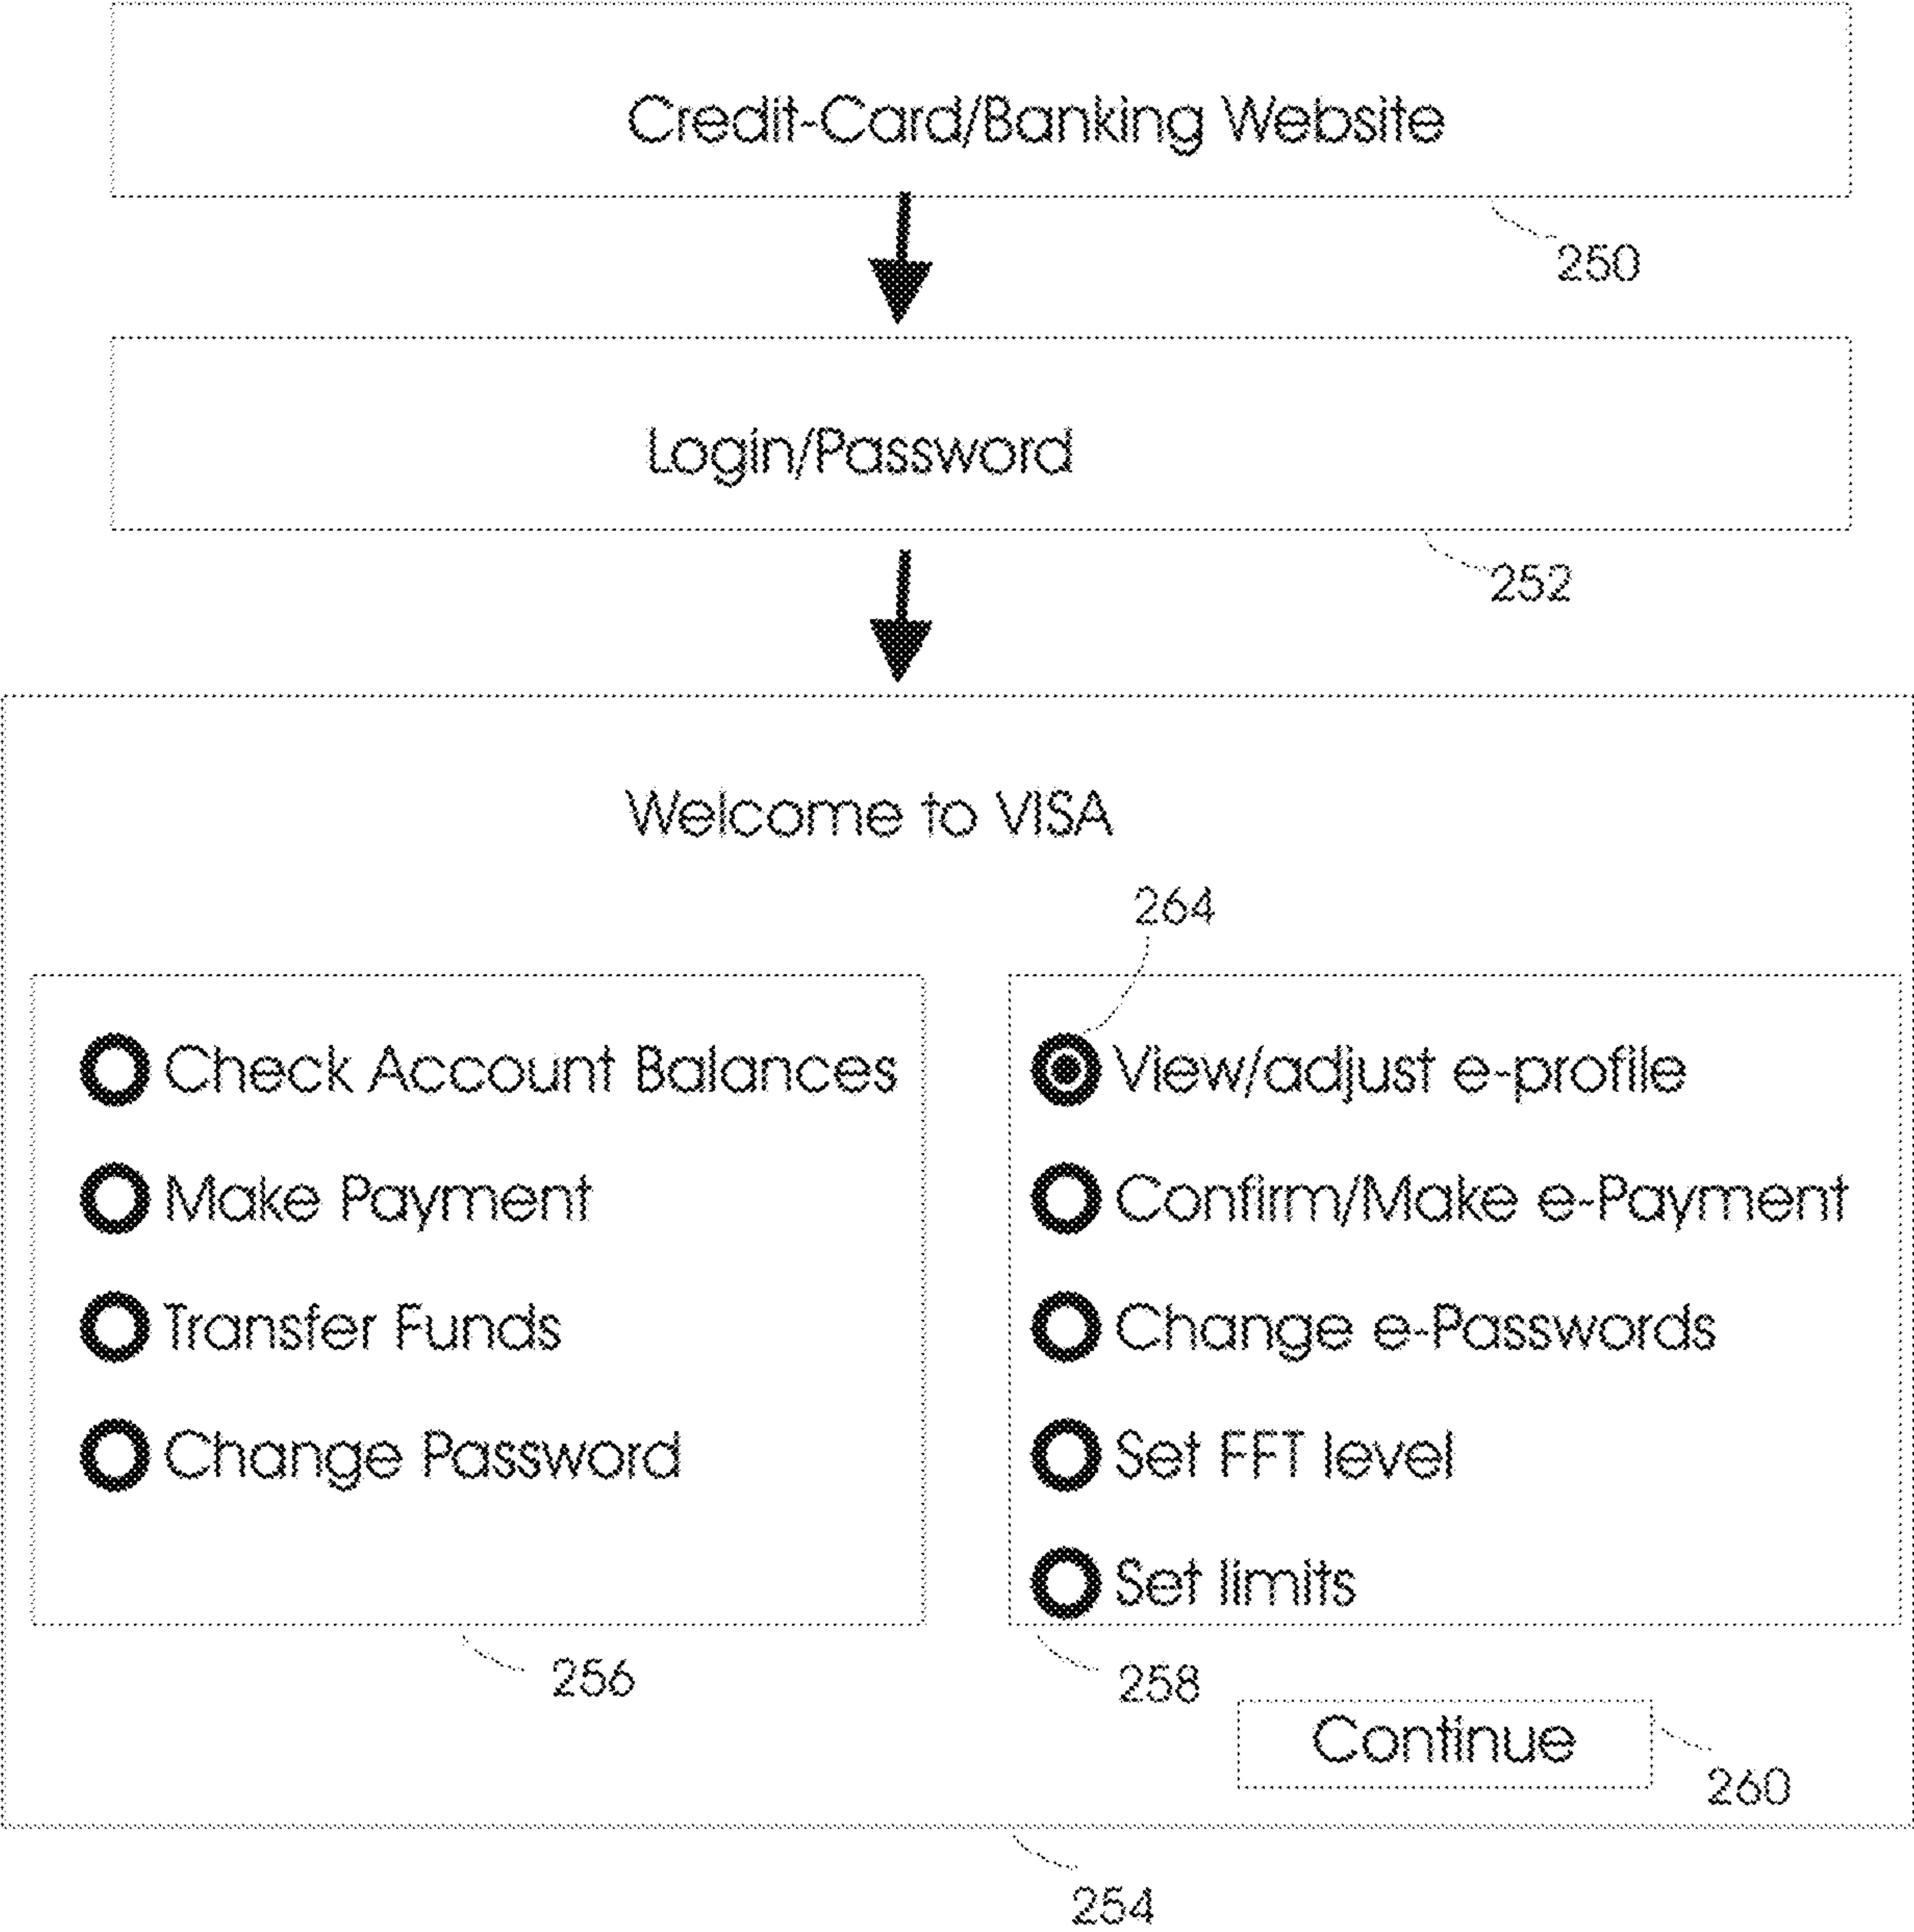 Credit-Card/Banking Website
250
Login/Password
252
Welcome to VISA
264
Check Account Balances
Make Payment
Transfer Funds
Change Password
256
View/adjust e-profile
Confirm/Make e-Payment
Change e-Passwords
Set FFT level
Set limits
258
Continue
260
254